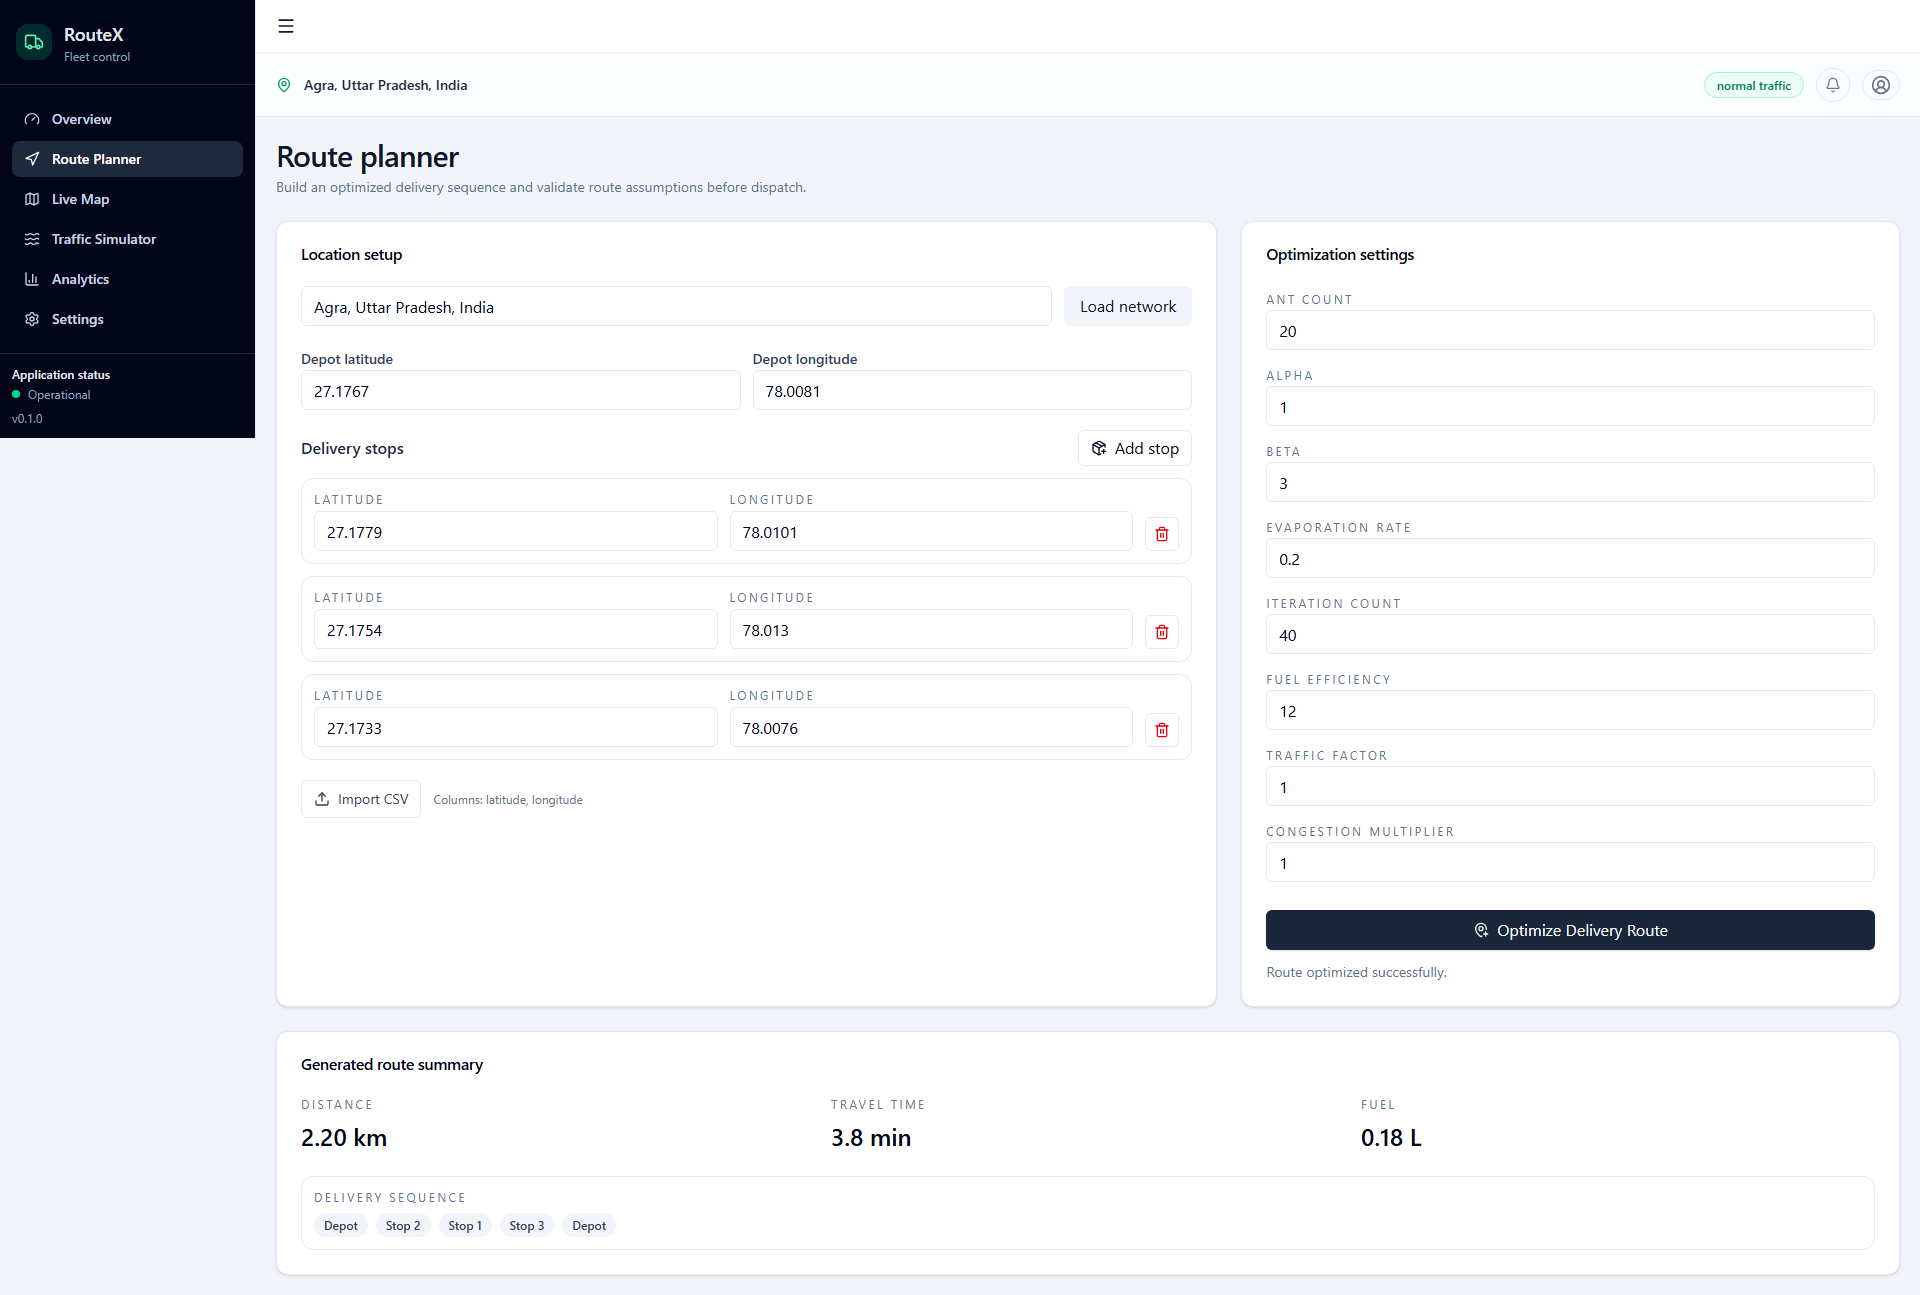 RouteX
Fleet control
Overview
Route Planner
Live Map
Traffic Simulator
Analytics
Settings
Application status
Operational
v0.1.0
Agra, Uttar Pradesh, India
normal traffic
Route planner
Build an optimized delivery sequence and validate route assumptions before dispatch.
Location setup
Agra, Uttar Pradesh, India
Load network
Depot latitude
Depot longitude
27.1767
78.0081
Delivery stops
Add stop
LATITUDE
LONGITUDE
27.1779
78.0101
LATITUDE
LONGITUDE
27.1754
78.013
LATITUDE
LONGITUDE
27.1733
78.0076
Import CSV
Columns: latitude, longitude
Optimization settings
ANT COUNT
20
ALPHA
1
BETA
3
EVAPORATION RATE
0.2
ITERATION COUNT
40
FUEL EFFICIENCY
12
TRAFFIC FACTOR
1
CONGESTION MULTIPLIER
1
Optimize Delivery Route
Route optimized successfully.
Generated route summary
DISTANCE
2.20 km
TRAVEL TIME
3.8 min
FUEL
0.18 L
DELIVERY SEQUENCE
Depot Stop 2 Stop 1 Stop 3 Depot